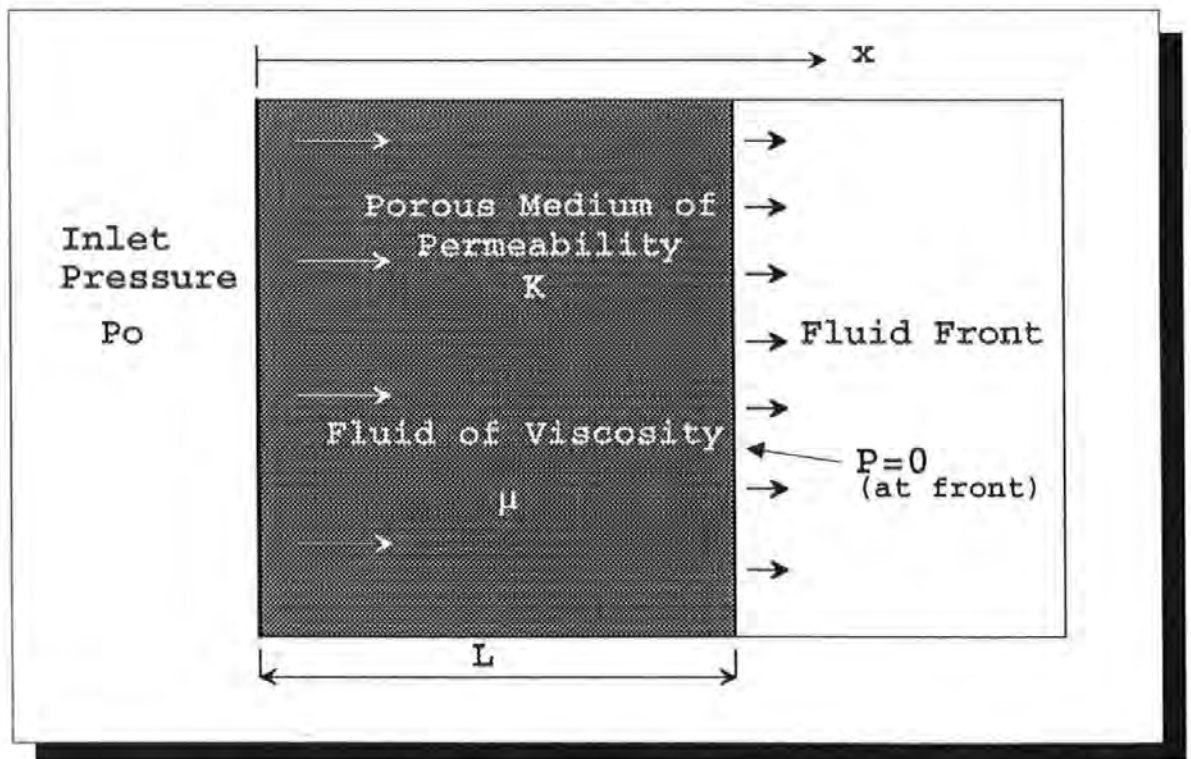 x
Inlet
Pressure
Po
Porous Medium of
Permeability
K
Fluid of Viscosity
μ
Fluid Front
P=0
(at front)
L